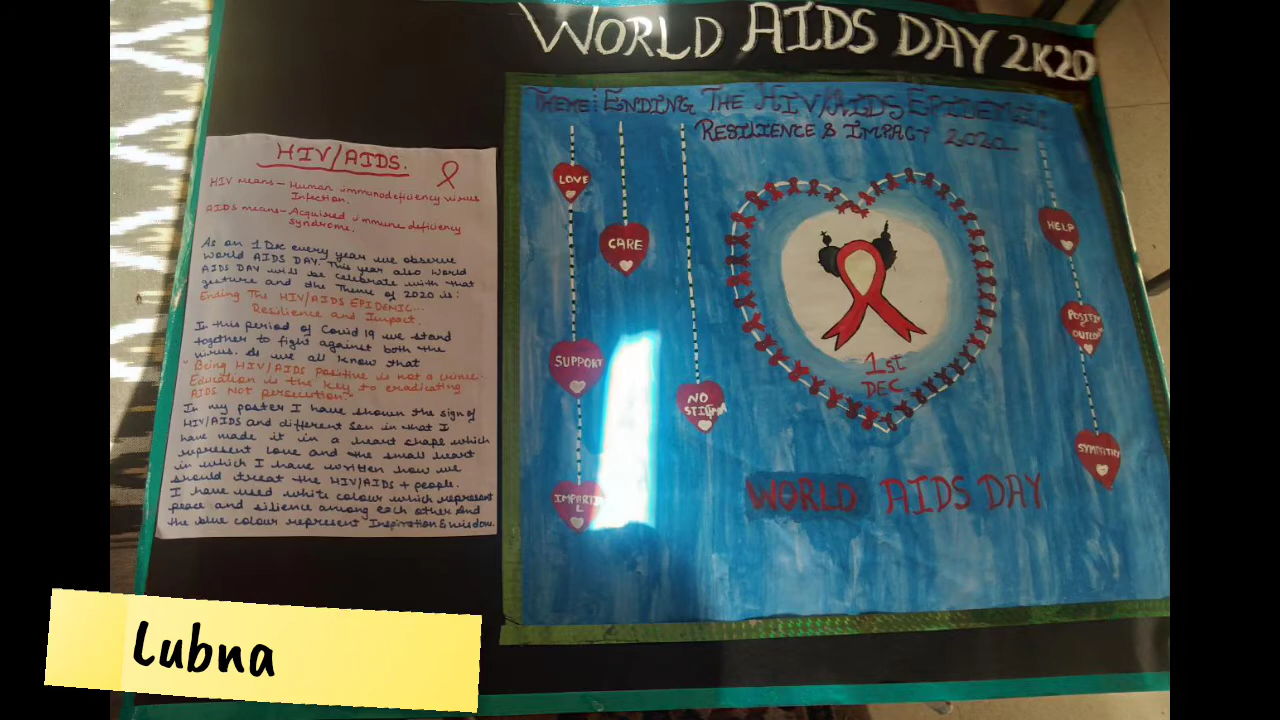 WORLD AIDS DAY 2K20
HIV/AIDS.
HIV means - Human immunodeficiency virus
Infection.
AIDS means - Acquired immune deficiency
syndrome.
As on 1 Dec every year we observe
World AIDS DAY. This year also World
AIDS DAY will be celebrate with that
gesture and the Theme of 2020 is:
Ending The HIV/AIDS EPIDENIC...
Resilience and Impact.
In this period of Covid 19 we stand
together to fight against both the
virus. As we all know that
"Being HIV/AIDS positive is not a crime.
Education is the key to eradicating
AIDS Not persecution."
In my poster I have shown the sign of
HIV/AIDS and different Sex in that I
have made it in a heart shape which
represent love and the small heart
in which I have written how we
should treat the HIV/AIDS + people.
I have used white colour which represent
peace and silience among each other And
the blue colour represent Inspiration & wisdom.
THEME: ENDING THE HIV/AIDS EPIDEMIC
RESILIENCE & IMPACT 2020
LOVE
CARE
SUPPORT
NO
STIGMA
IMPARTIA
L
HELP
POSITIV
OUTLOOK
SYMPATHY
1st
DEC
WORLD AIDS DAY
Lubna